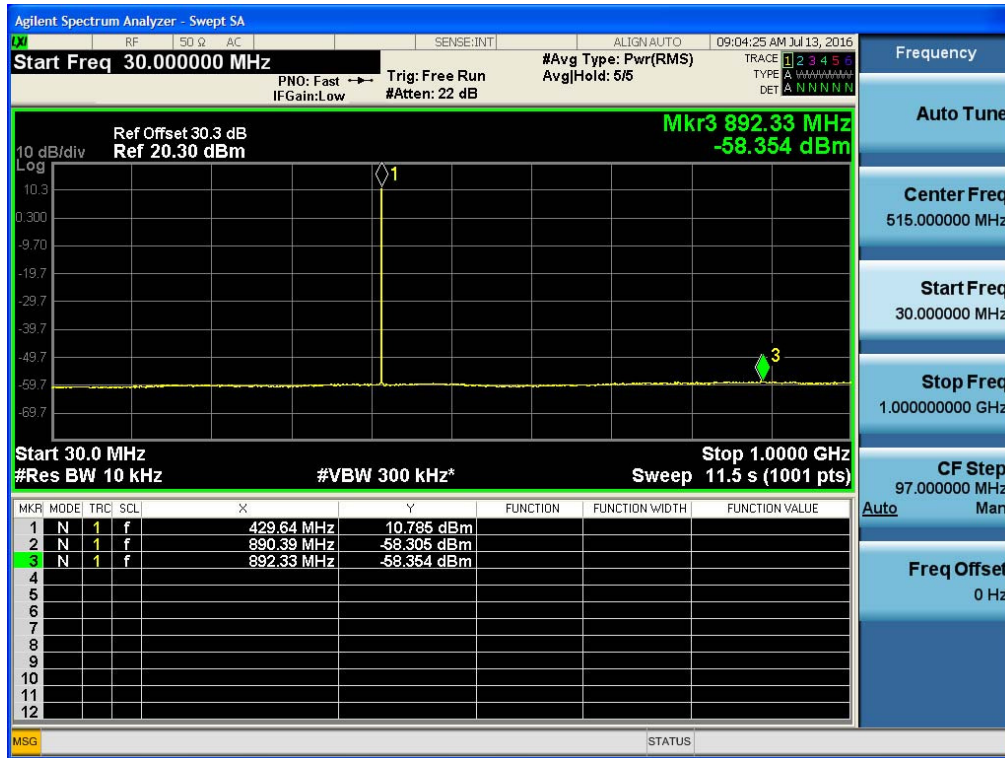 Agilent Spectrum Analyzer - Swept SA
LXI RF 50 Ω AC SENSE:INT ALIGN AUTO 09:04:25 AM Jul 13, 2016
Start Freq 30.000000 MHz
PNO: Fast
IFGain:Low
Trig: Free Run
#Atten: 22 dB
#Avg Type: Pwr(RMS)
Avg|Hold: 5/5
TRACE 1 2 3 4 5 6
TYPE A WWWWW
DET A N N N N N
Mkr3 892.33 MHz
-58.354 dBm
Ref Offset 30.3 dB
10 dB/div Ref 20.30 dBm
Log
10.3
0.300
-9.70
-19.7
-29.7
-39.7
-49.7
-59.7
-69.7
1
3
Start 30.0 MHz Stop 1.0000 GHz
#Res BW 10 kHz #VBW 300 kHz* Sweep 11.5 s (1001 pts)
MKR MODE TRC SCL X Y FUNCTION FUNCTION WIDTH FUNCTION VALUE
1 N 1 f 429.64 MHz 10.785 dBm
2 N 1 f 890.39 MHz -58.305 dBm
3 N 1 f 892.33 MHz -58.354 dBm
4
5
6
7
8
9
10
11
12
MSG STATUS
Frequency
Auto Tune
Center Freq
515.000000 MHz
Start Freq
30.000000 MHz
Stop Freq
1.000000000 GHz
CF Step
97.000000 MHz
Auto Man
Freq Offset
0 Hz